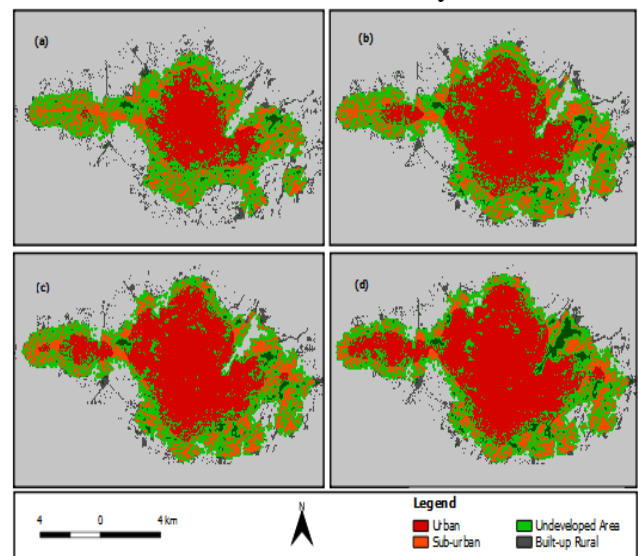 (a)
(b)
(c)
(d)
4 0 4 km
N
Legend
Urban
Undeveloped Area
Sub-urban
Built-up Rural